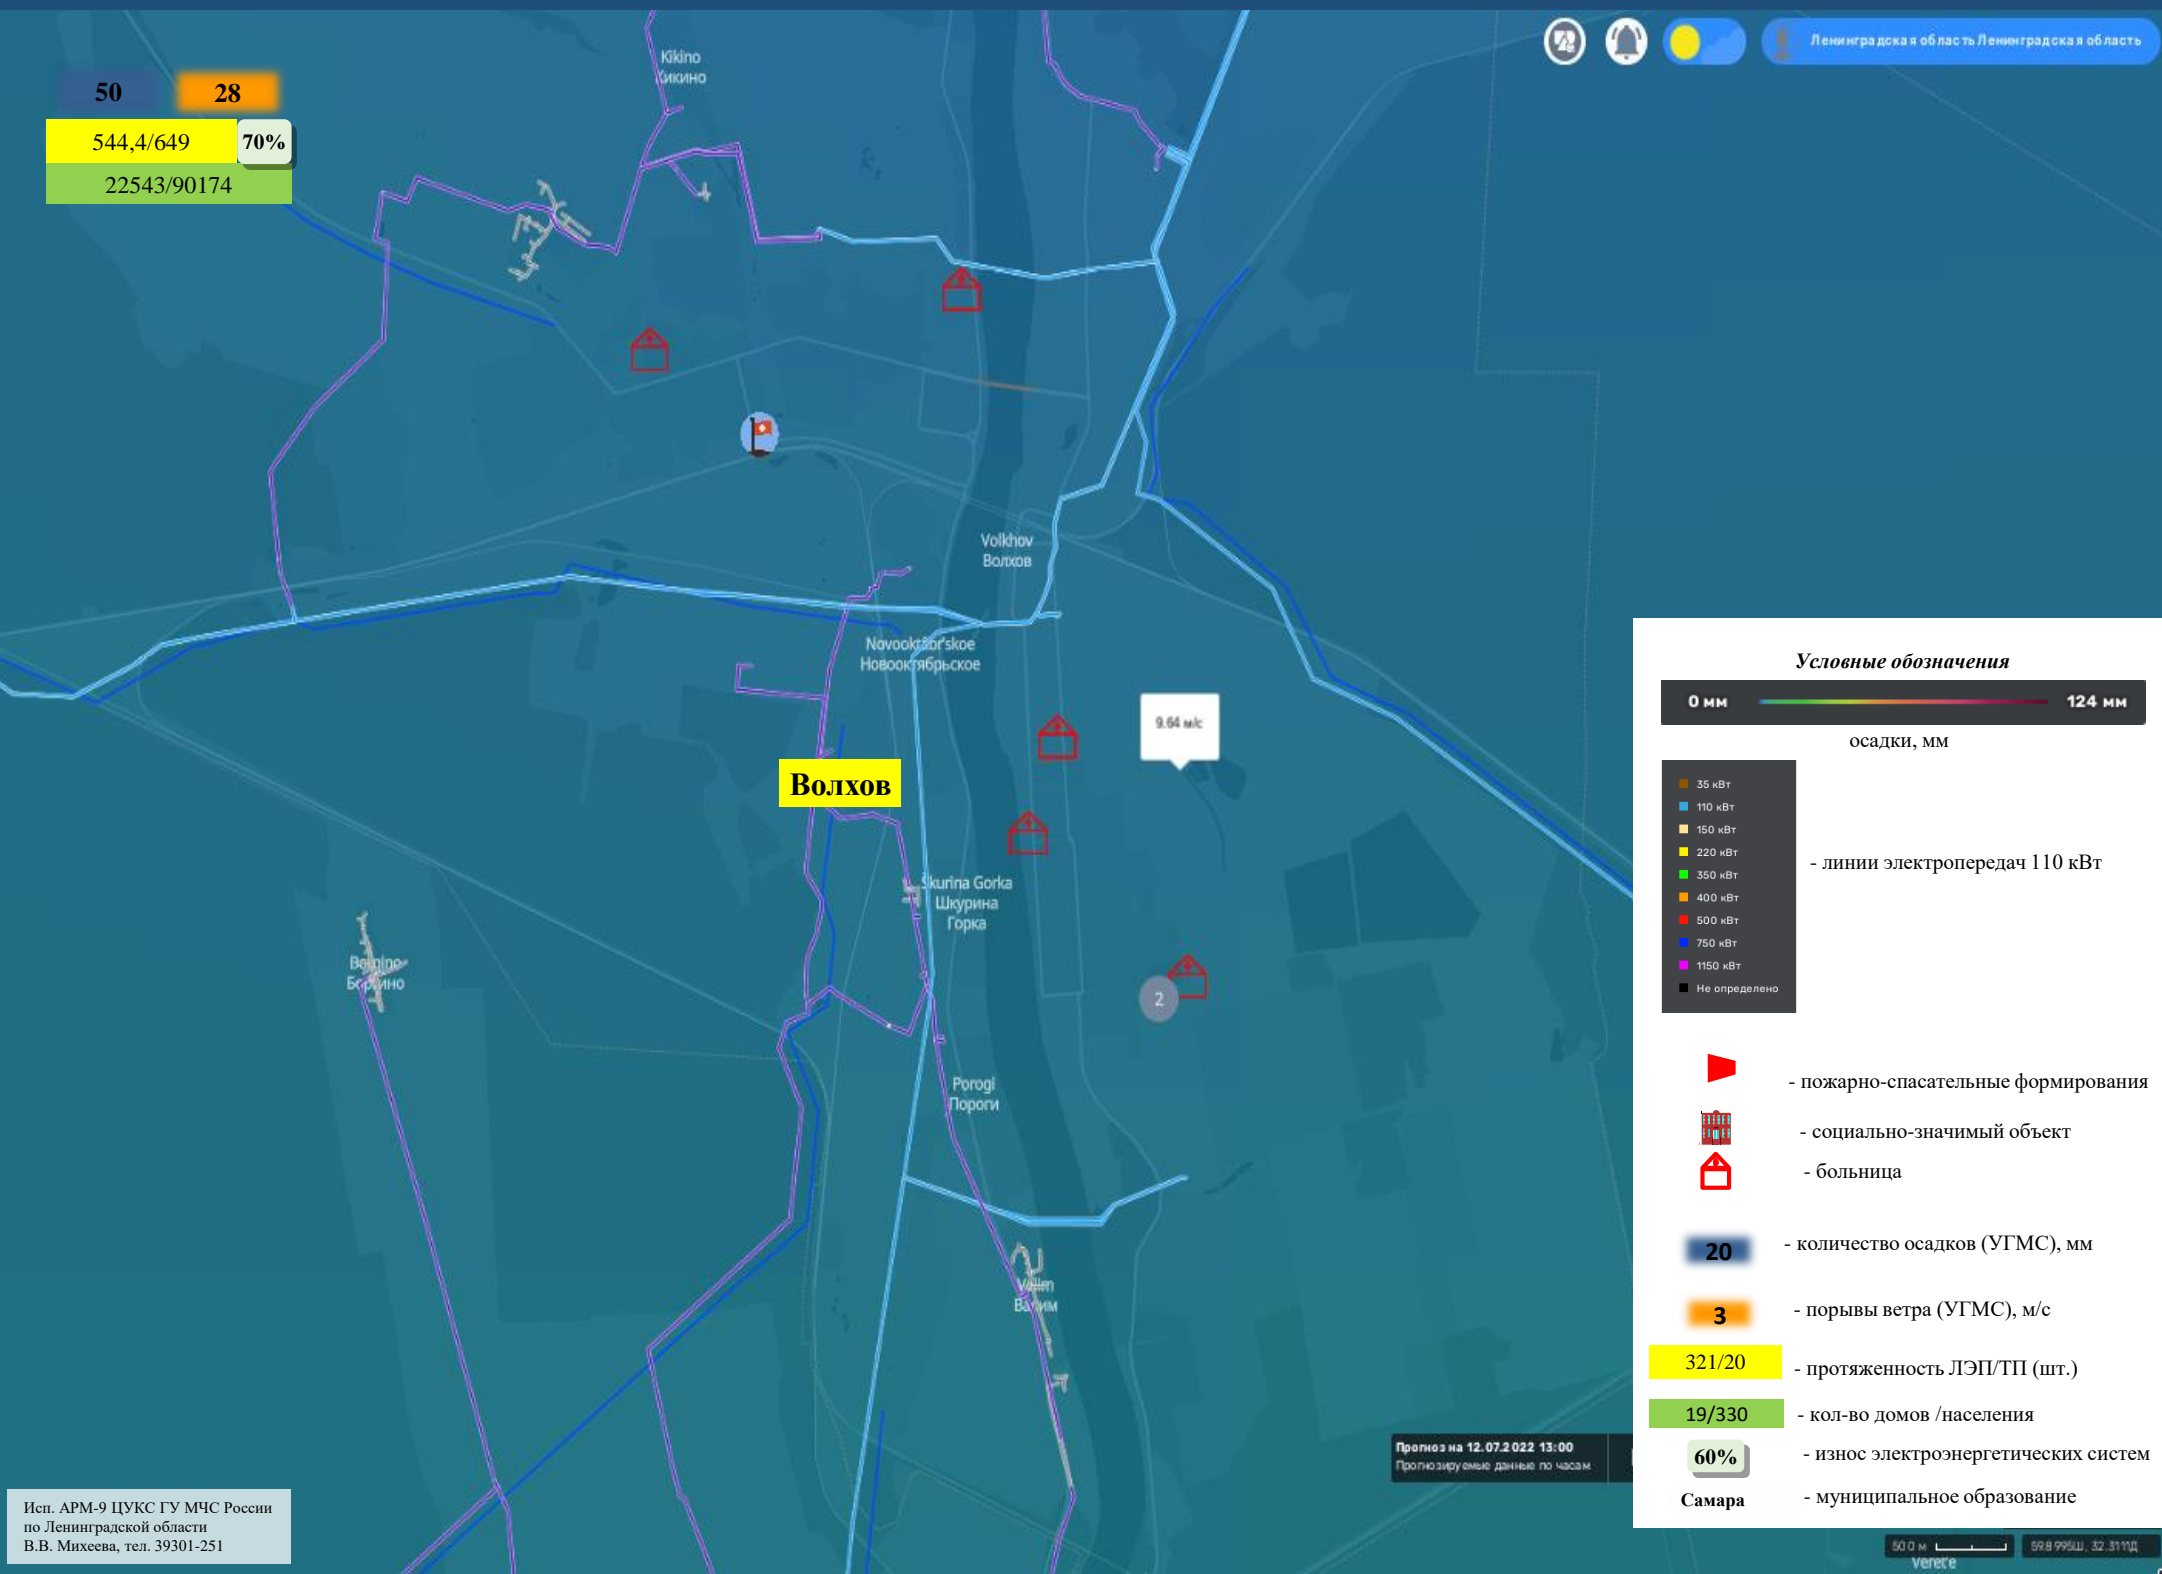 Ленинградская область Ленинградская область
50
28
544,4/649
70%
22543/90174
Kikino
Кикино
Volkhov
Волхов
Novooktâbr'skoe
Новооктябрьское
9.64 м/с
Волхов
Škurina Gorka
Шкурина
Горка
2
Porogi
Пороги
Valim
Валим
Условные обозначения
0 мм
124 мм
осадки, мм
35 кВт
110 кВт
150 кВт
220 кВт
350 кВт
400 кВт
500 кВт
750 кВт
1150 кВт
Не определено
- линии электропередач 110 кВт
- пожарно-спасательные формирования
- социально-значимый объект
- больница
20 - количество осадков (УГМС), мм
3 - порывы ветра (УГМС), м/с
321/20 - протяженность ЛЭП/ТП (шт.)
19/330 - кол-во домов /населения
60% - износ электроэнергетических систем
Самара - муниципальное образование
Прогноз на 12.07.2022 13:00
Прогнозируемые данные по часам
Исп. АРМ-9 ЦУКС ГУ МЧС России
по Ленинградской области
В.В. Михеева, тел. 39301-251
500 м
Verete